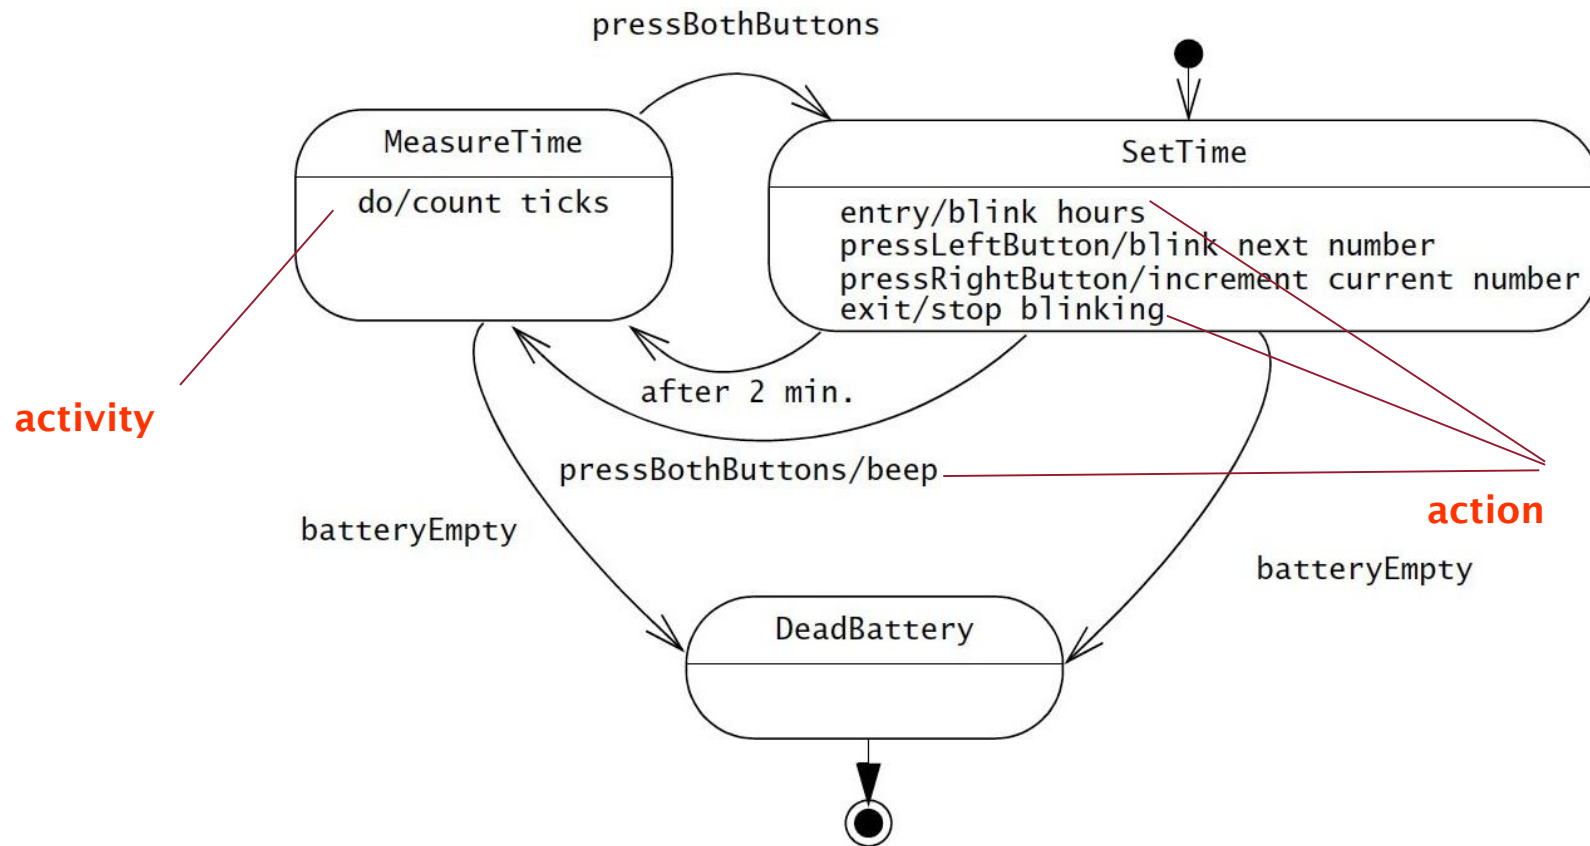 pressBothButtons
MeasureTime
do/count ticks
SetTime
entry/blink hours
pressLeftButton/blink next number
pressRightButton/increment current number
exit/stop blinking
after 2 min.
activity
pressBothButtons/beep
action
batteryEmpty
batteryEmpty
DeadBattery